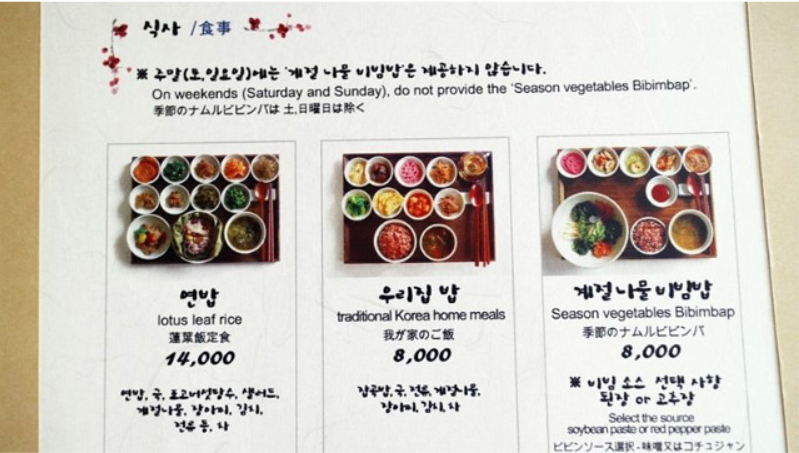 식사 /食事
※ 주말(토,일요일)에는 '계절 나물 비빔밥'은 제공하지 않습니다.
On weekends (Saturday and Sunday), do not provide the 'Season vegetables Bibimbap'.
季節のナムルビビンパは 土,日曜日は除く
연밥
lotus leaf rice
蓮葉飯定食
14,000
연밥, 국, 표고버섯탕수, 샐러드,
계절나물, 장아찌, 김치,
전류 등, 차
우리집 밥
traditional Korea home meals
我が家のご飯
8,000
잡곡밥, 국, 전류, 계절나물,
장아찌, 김치, 차
계절 나물 비빔밥
Season vegetables Bibimbap
季節のナムルビビンパ
8,000
※ 비빔 소스 선택 사항
된장 or 고추장
Select the source
soybean paste or red pepper paste
ビビンソース選択 - 味噌又はコチュジャン